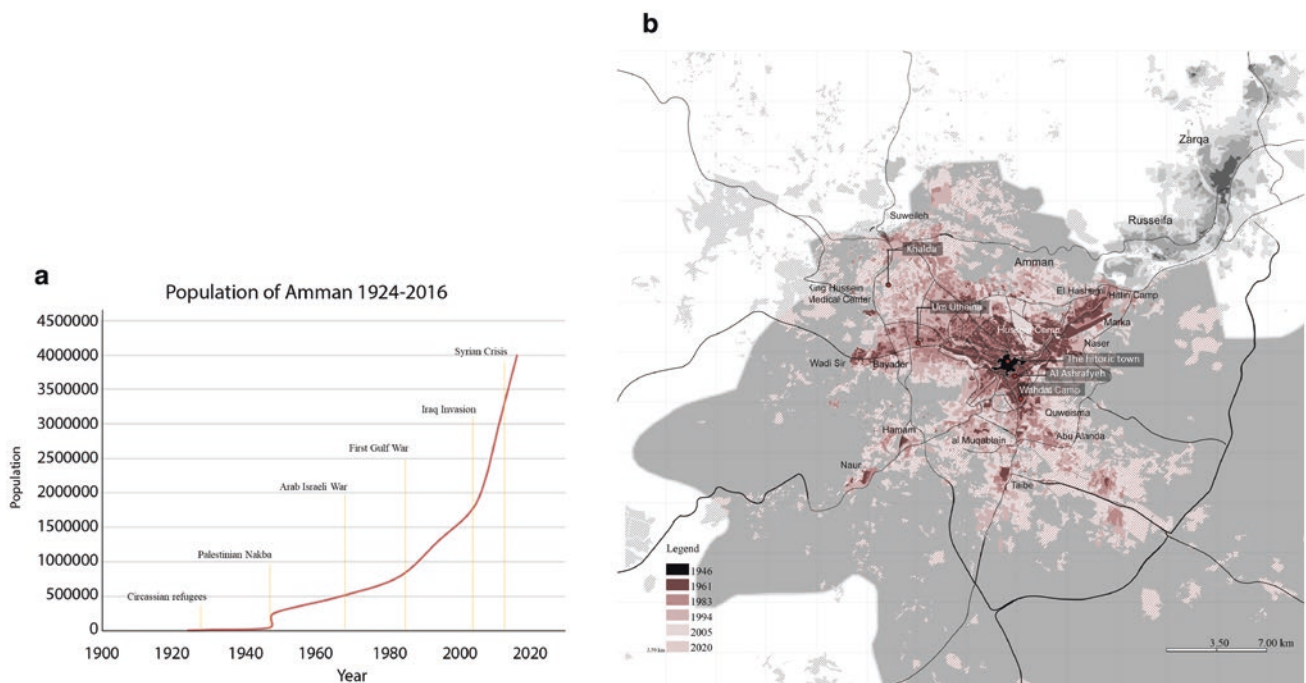 a
Population of Amman 1924-2016
4500000
4000000
3500000
3000000
2500000
2000000
1500000
1000000
500000
0
Population
Syrian Crisis
Iraq Invasion
First Gulf War
Arab Israeli War
Palestinian Nakba
Circassian refugees
1900
1920
1940
1960
1980
2000
2020
Year
b
Zarqa
Russeifa
Suweileh
Khalda
Amman
King Hussein
Medical Center
El Hashemi
Hittin Camp
Um Uthaina
Marka
Hussein Camp
Naser
The hitoric town
Wadi Sir
Bayader
Al Ashrafyeh
Wahdat Camp
Quweisma
Hamam
al Muqablain
Abu Alanda
Naur
Legend
1946
1961
1983
1994
2005
2020
3.50
7.00 km